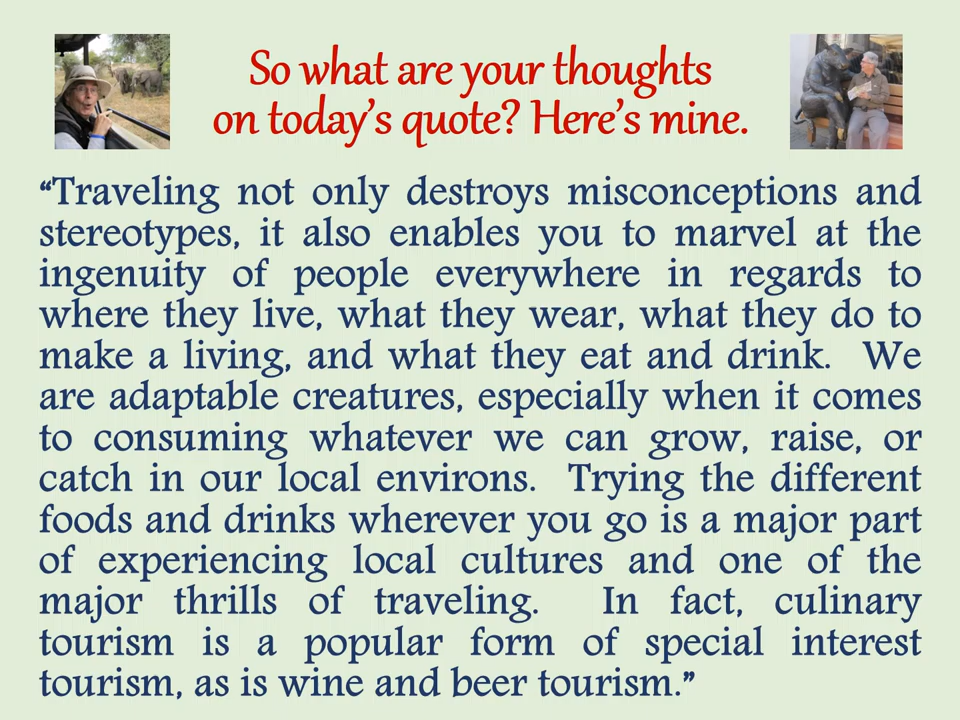 So what are your thoughts
on today’s quote? Here’s mine.
“Traveling not only destroys misconceptions and
stereotypes, it also enables you to marvel at the
ingenuity of people everywhere in regards to
where they live, what they wear, what they do to
make a living, and what they eat and drink. We
are adaptable creatures, especially when it comes
to consuming whatever we can grow, raise, or
catch in our local environs. Trying the different
foods and drinks wherever you go is a major part
of experiencing local cultures and one of the
major thrills of traveling. In fact, culinary
tourism is a popular form of special interest
tourism, as is wine and beer tourism.”